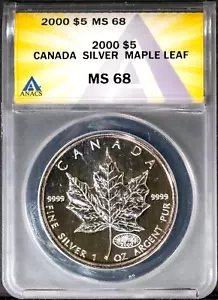 2000 $5 MS 68
2000 $5
CANADA SILVER MAPLE LEAF
MS 68
ANACS
CANADA
9999 9999
FINE SILVER 1 OZ ARGENT PUR